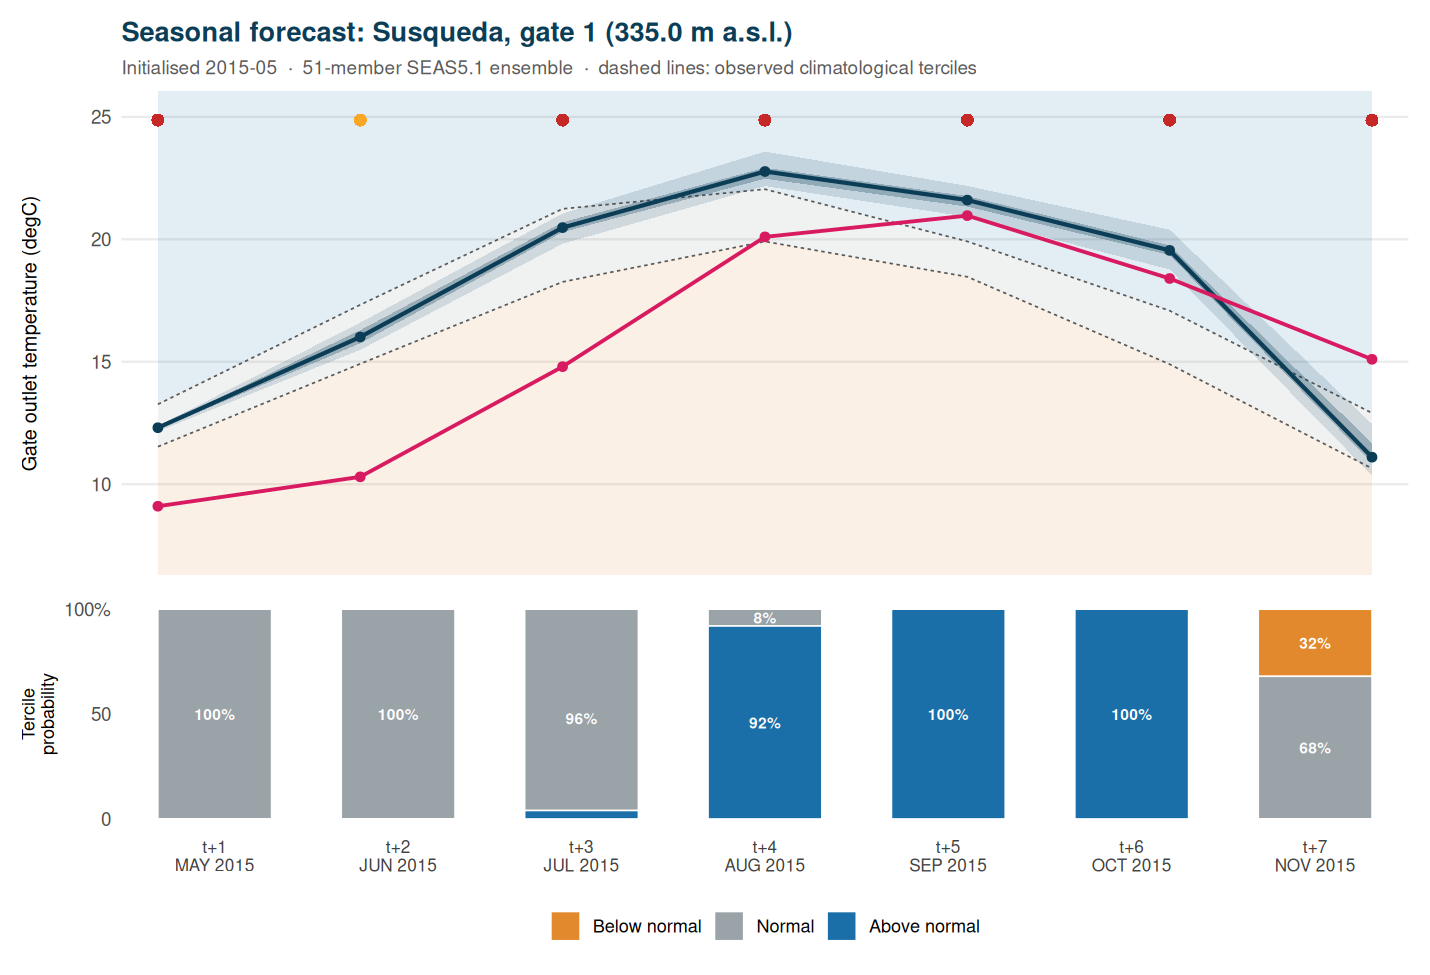 Seasonal forecast: Susqueda, gate 1 (335.0 m a.s.l.)
Initialised 2015-05 · 51-member SEAS5.1 ensemble · dashed lines: observed climatological terciles
Gate outlet temperature (degC)
25
20
15
10
Tercile
probability
100%
50
0
100%
100%
96%
8%
92%
100%
100%
32%
68%
t+1
MAY 2015
t+2
JUN 2015
t+3
JUL 2015
t+4
AUG 2015
t+5
SEP 2015
t+6
OCT 2015
t+7
NOV 2015
Below normal
Normal
Above normal